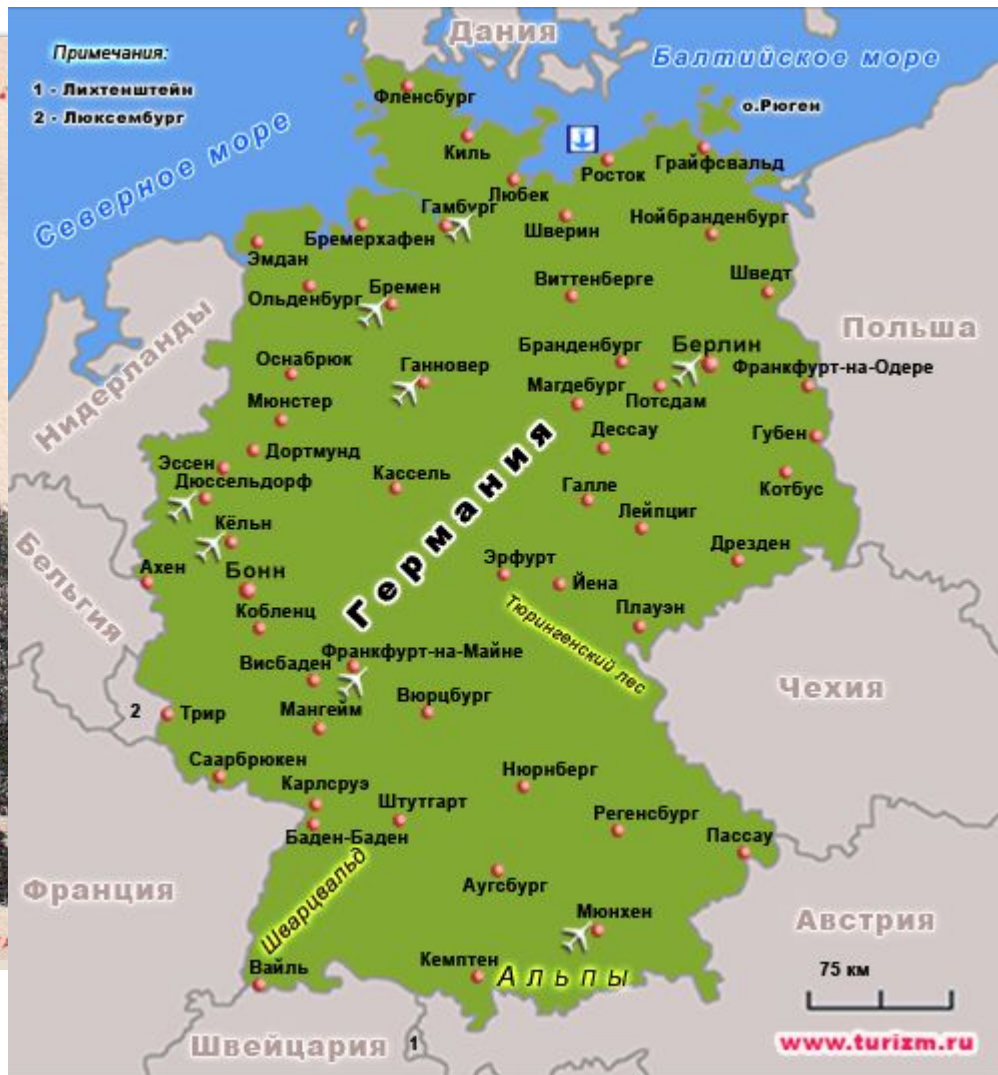 Дания
Примечания:
Балтийское море
1 - Лихтенштейн
2 - Люксембург
Фленсбург
о.Рюген
Северное море
Киль
Росток
Грайфсвальд
Любек
Гамбург
Шверин
Нойбранденбург
Бремерхафен
Эмдан
Ольденбург
Бремен
Виттенберге
Шведт
Нидерланды
Польша
Оснабрюк
Ганновер
Бранденбург
Берлин
Франкфурт-на-Одере
Магдебург
Потсдам
Мюнстер
Дессау
Губен
Дортмунд
Эссен
Дюссельдорф
Кассель
Галле
Котбус
Германия
Лейпциг
Кёльн
Бельгия
Ахен
Бонн
Эрфурт
Йена
Дрезден
Кобленц
Плауэн
Тюрингенский лес
Висбаден
Франкфурт-на-Майне
Чехия
2
Трир
Мангейм
Вюрцбург
Саарбрюкен
Нюрнберг
Карлсруэ
Штутгарт
Регенсбург
Баден-Баден
Пассау
Франция
Шварцвальд
Аугсбург
Мюнхен
Австрия
Вайль
Кемптен
Альпы
75 км
Швейцария
1
www.turizm.ru